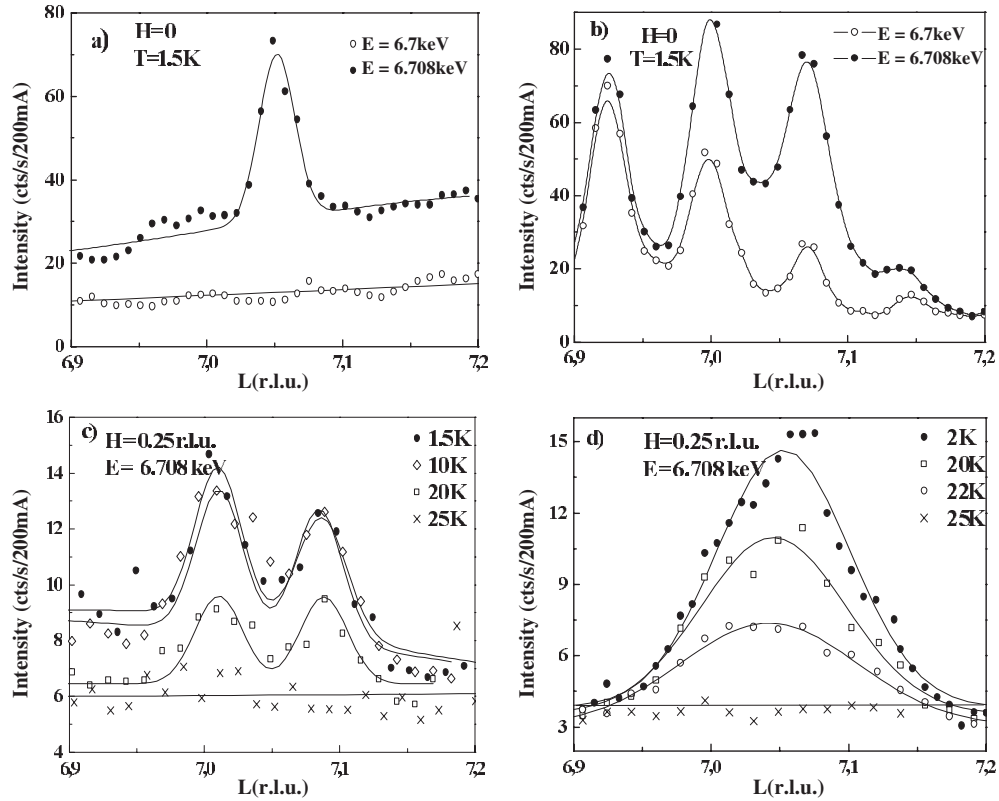 a)
H=0
T=1.5K
E = 6.7keV
E = 6.708keV
Intensity (cts/s/200mA)
80
60
40
20
0
6,9
7,0
7,1
7,2
L(r.l.u.)
b)
H=0
T=1.5K
E = 6.7keV
E = 6.708keV
Intensity (cts/s/200mA)
80
60
40
20
0
6,9
7,0
7,1
7,2
L(r.l.u.)
c)
H=0.25r.l.u.
E= 6.708keV
1.5K
10K
20K
25K
Intensity (cts/s/200mA)
16
14
12
10
8
6
4
6,9
7,0
7,1
7,2
L(r.l.u.)
d)
H=0.25r.l.u.
E=6.708keV
2K
20K
22K
25K
Intensity (cts/s/200mA)
15
12
9
6
3
6,9
7,0
7,1
7,2
L(r.l.u.)